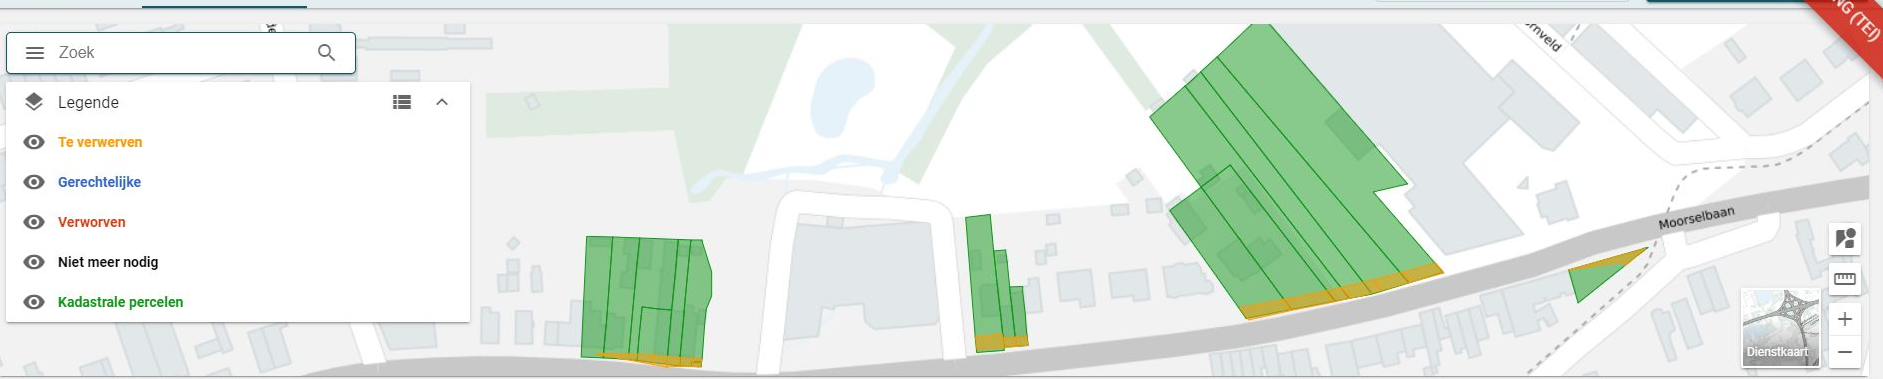 Zoek
Legende
Te verwerven
Gerechtelijke
Verworven
Niet meer nodig
Kadastrale percelen
Moorselbaan
Dienstkaart